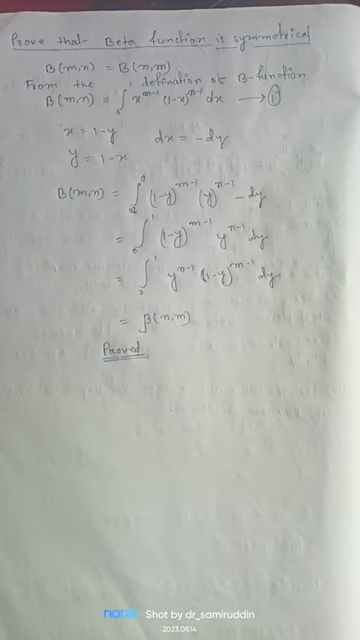 Prove that Beta function is symmetrical
B(m,n) = B(n,m)
From the defination of B-function
B(m,n) = ∫₀¹ x^{m-1} (1-x)^{n-1} dx → ①
x = 1-y dx = -dy
y = 1-x
B(m,n) = ∫₁⁰ (1-y)^{m-1} (y)^{n-1} -dy
= ∫₀¹ (1-y)^{m-1} y^{n-1} dy
= ∫₀¹ y^{n-1} (1-y)^{m-1} dy
= β(n,m)
Proved
narzo Shot by dr_samiruddin
2023.09.14